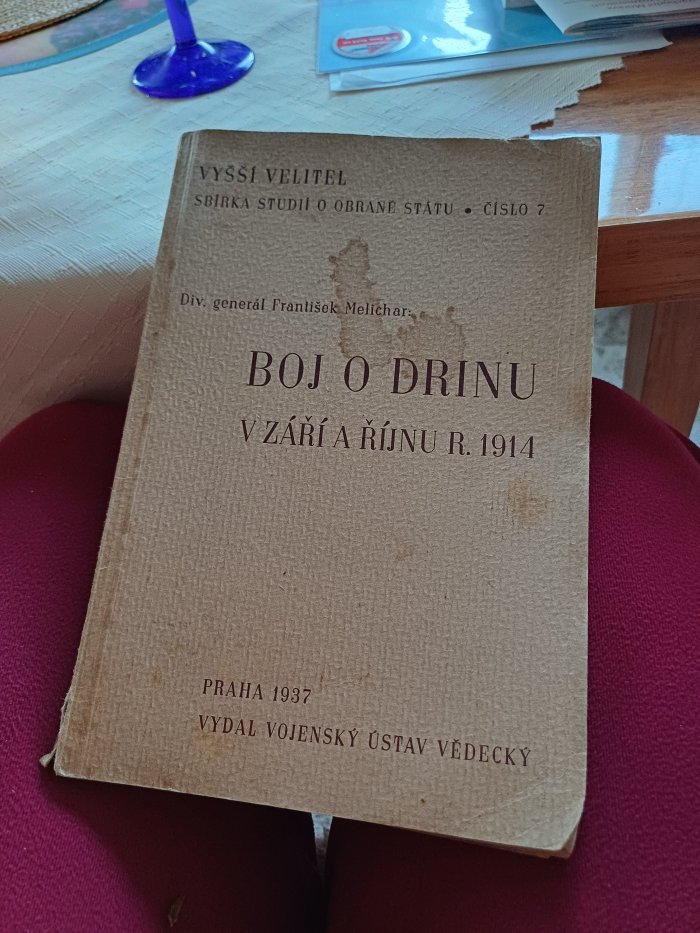 VYŠŠÍ VELITEL
SBÍRKA STUDIÍ O OBRANĚ STÁTU • ČÍSLO 7
Div. generál František Melichar:
BOJ O DRINU
V ZÁŘÍ A ŘÍJNU R. 1914
PRAHA 1937
VYDAL VOJENSKÝ ÚSTAV VĚDECKÝ